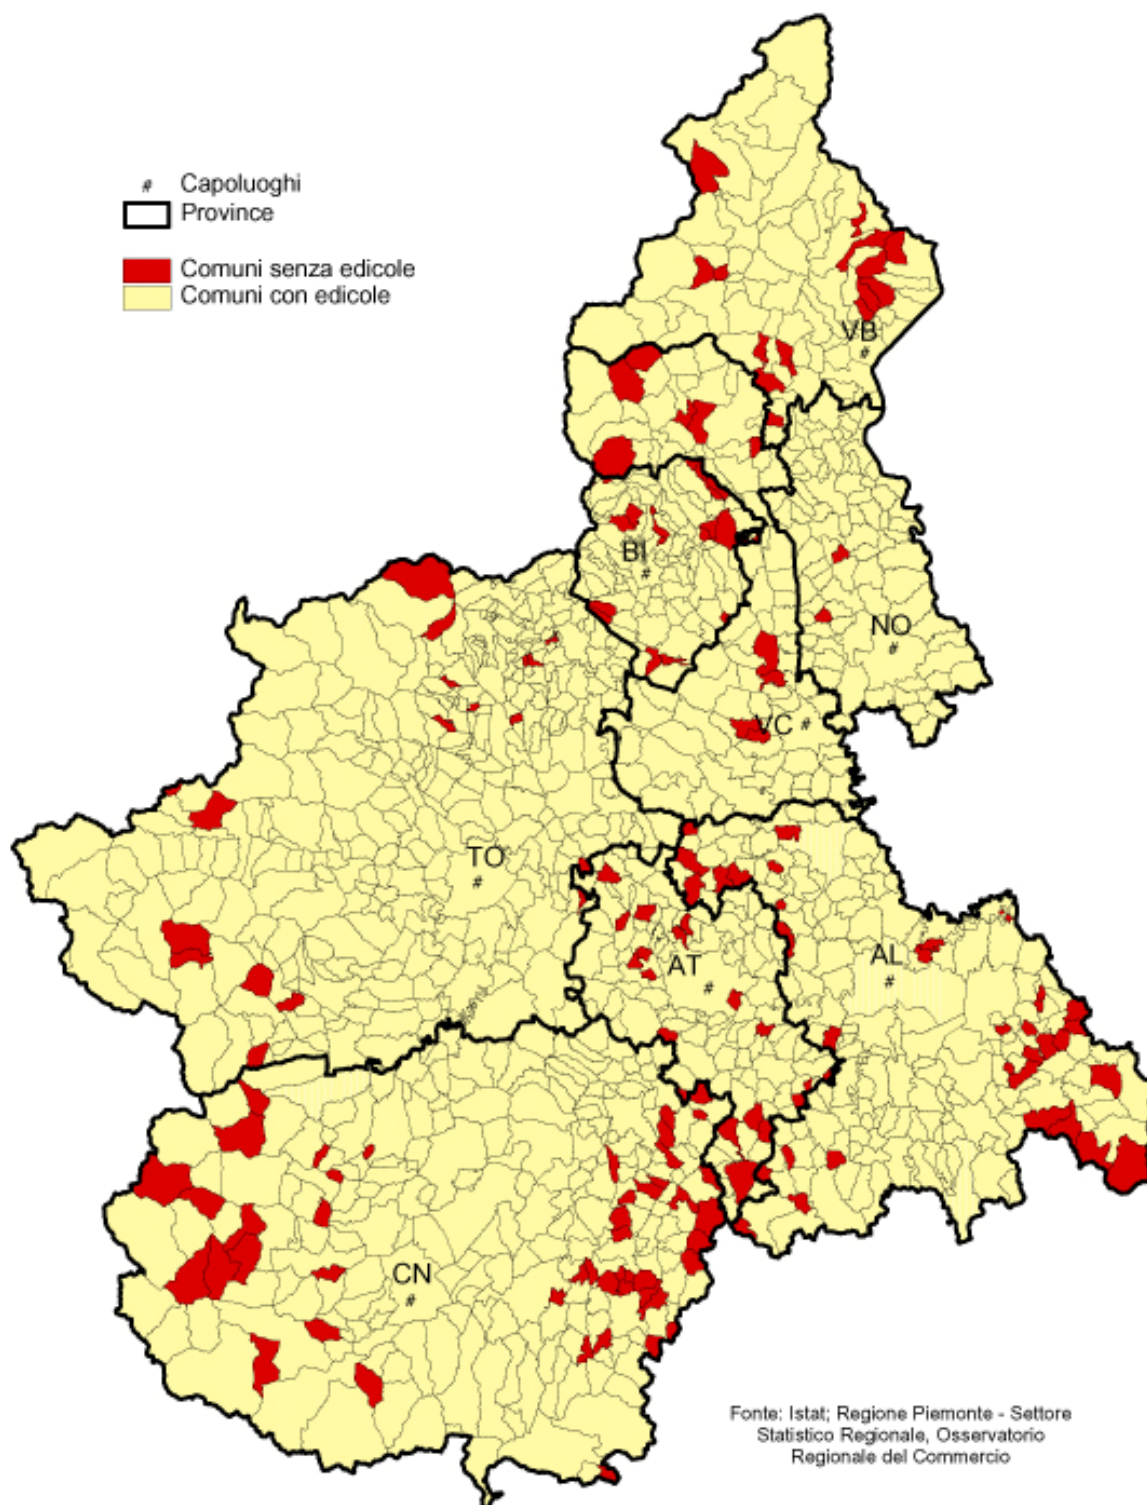 # Capoluoghi
Province
Comuni senza edicole
Comuni con edicole
VB
#
BI
#
NO
#
VC #
TO
#
AL
#
AT
#
CN
#
Fonte: Istat; Regione Piemonte - Settore
Statistico Regionale, Osservatorio
Regionale del Commercio